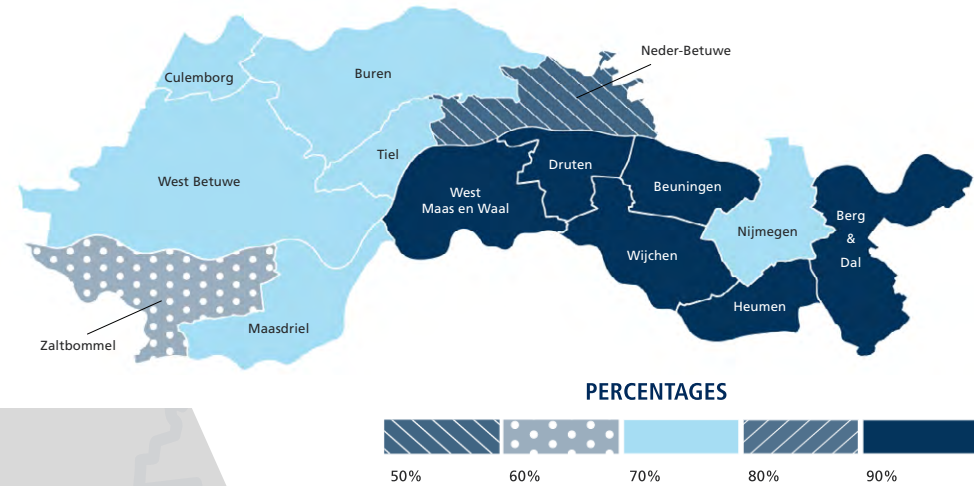 Neder-Betuwe
Culemborg
Buren
Tiel
Druten
West Betuwe
West
Maas en Waal
Beuningen
Berg
&
Dal
Nijmegen
Wijchen
Heumen
Maasdriel
Zaltbommel
PERCENTAGES
50%
60%
70%
80%
90%